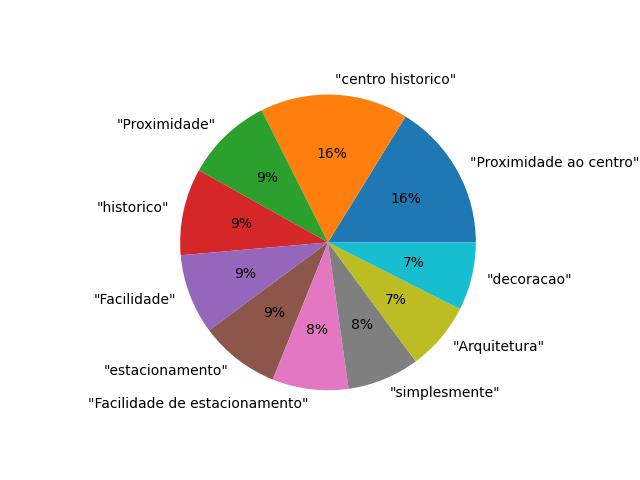 "centro historico"
"Proximidade"
"Proximidade ao centro"
16%
16%
9%
"historico"
9%
"decoracao"
7%
"Facilidade"
9%
7%
9%
8%
8%
"Arquitetura"
"estacionamento"
"simplesmente"
"Facilidade de estacionamento"